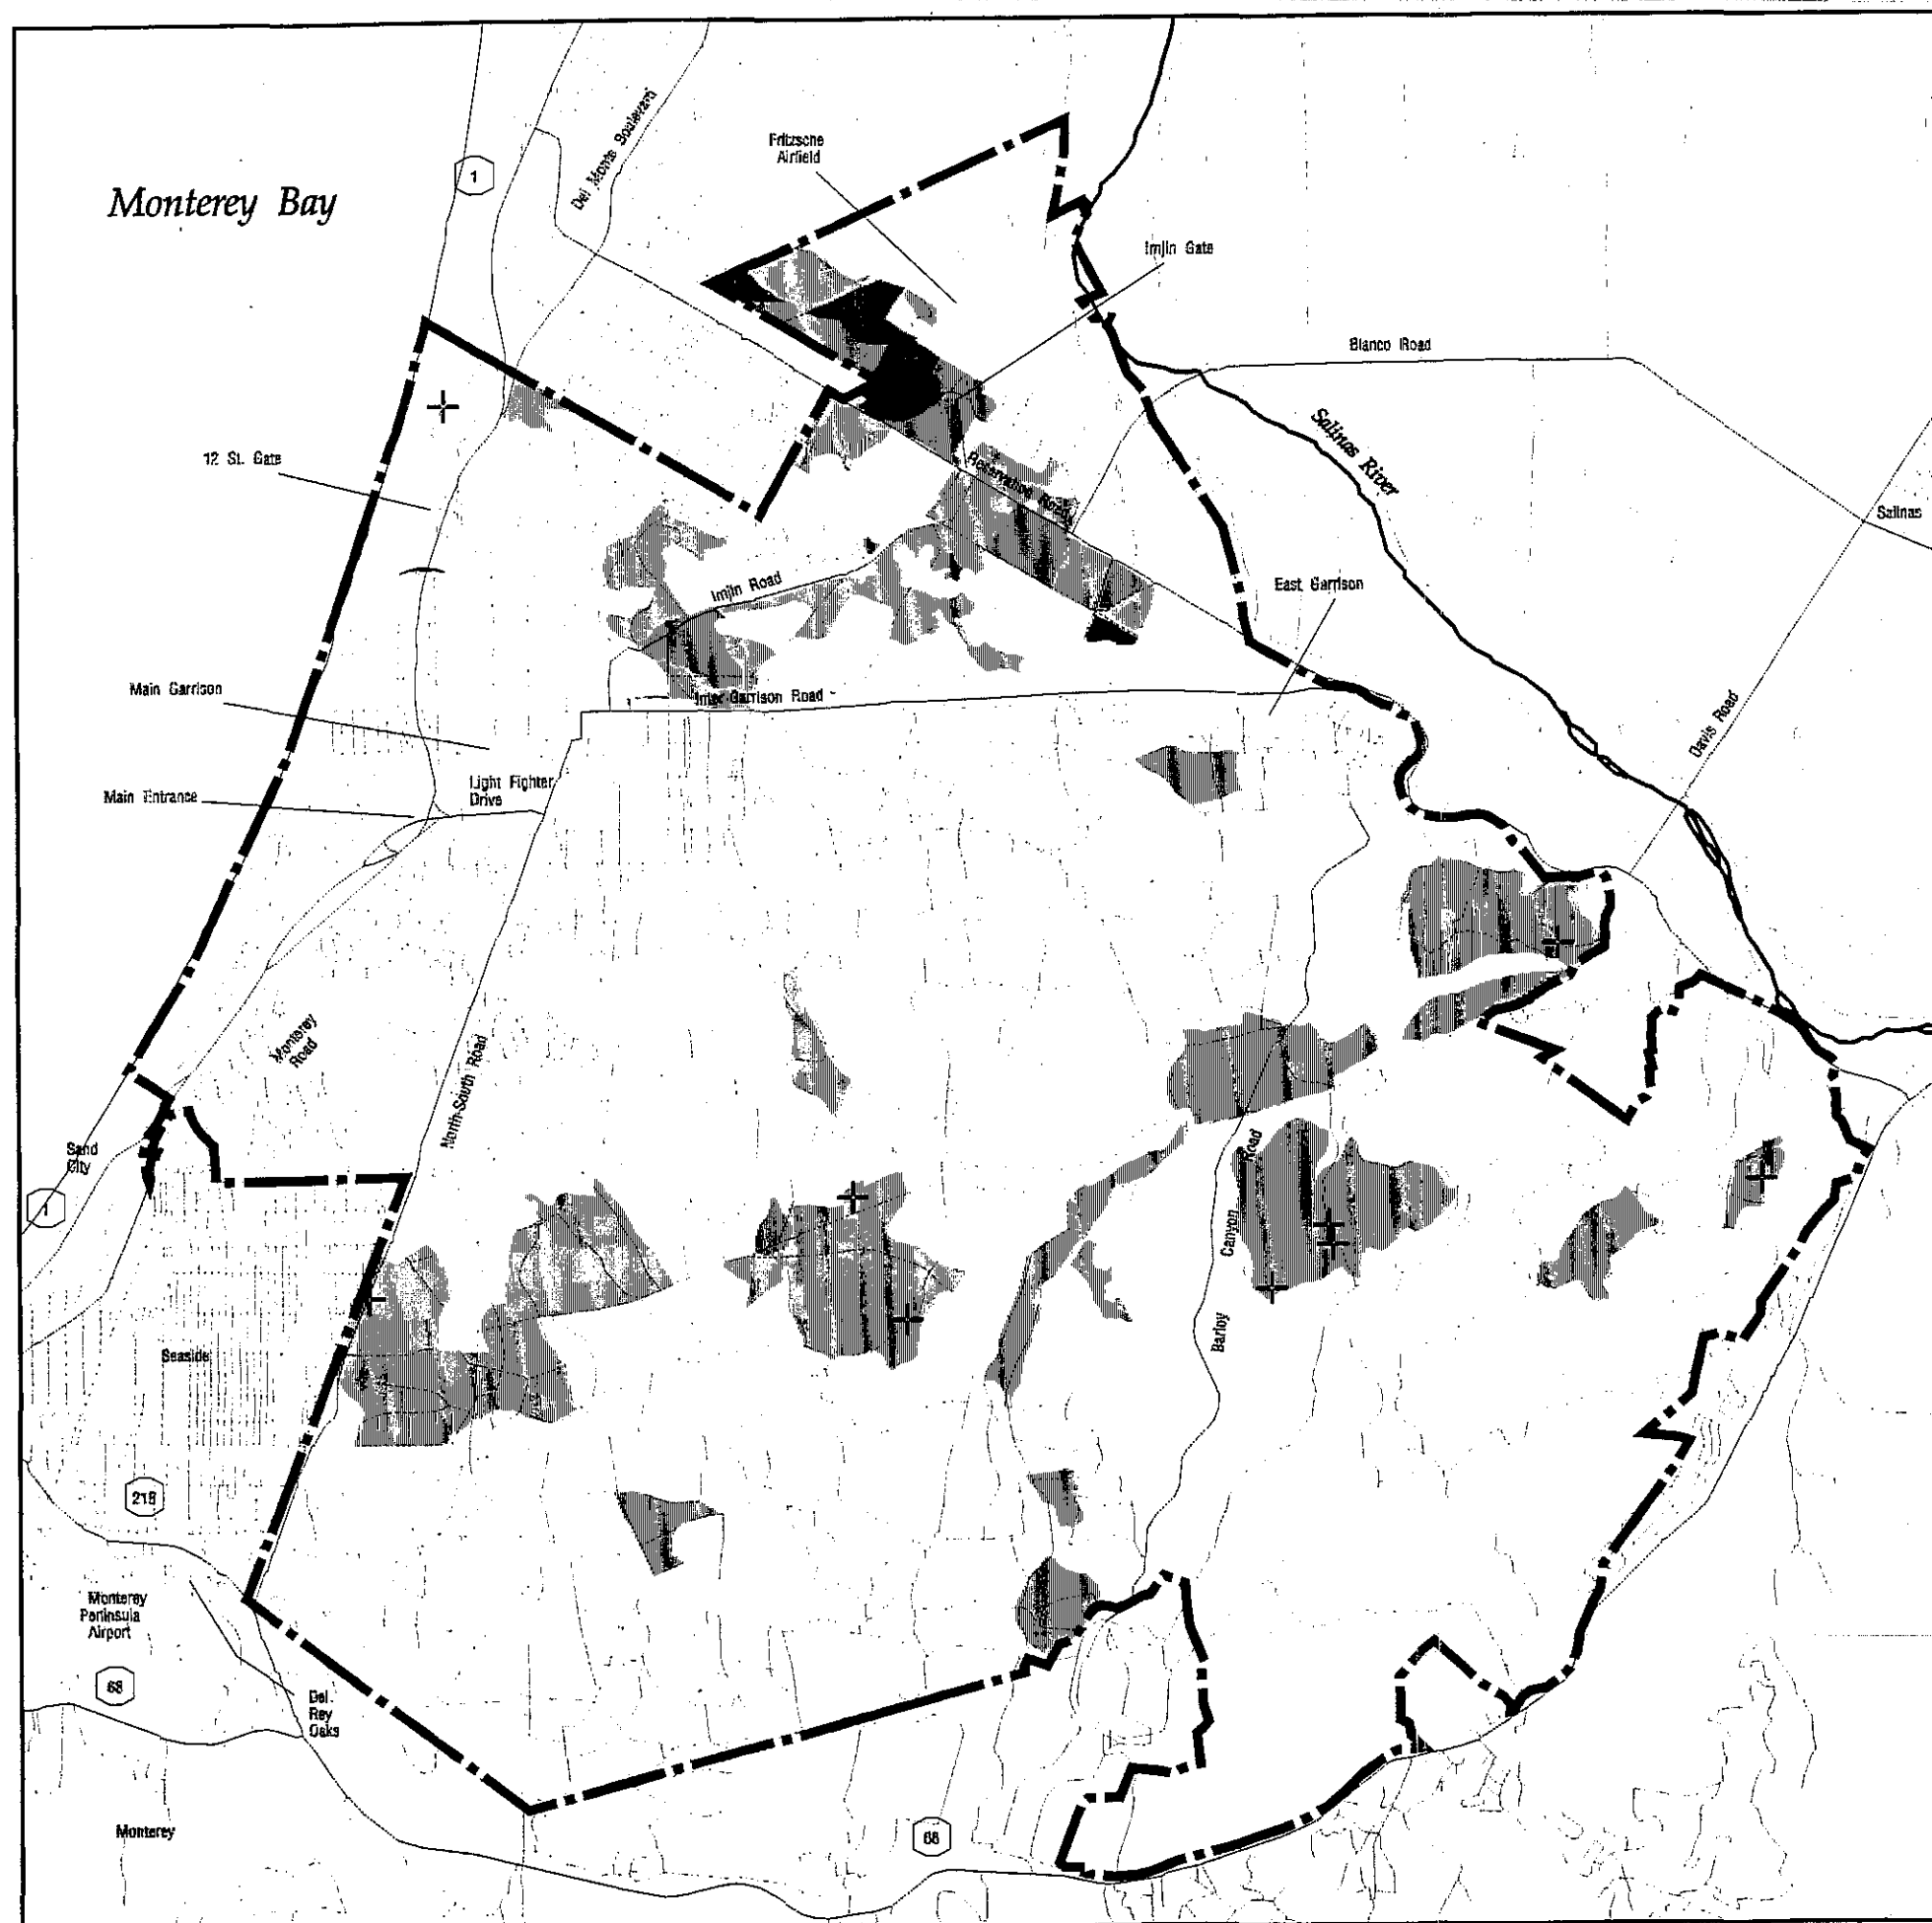 Del Monte Boulevard
Fritzsche
Airfield
1
Monterey Bay
Imjin Gate
Blanco Road
Salinas River
12 St. Gate
Reservation Road
Salinas
Imjin Road
East Garrison
Main Garrison
Inter-Garrison Road
Davis Road
Light Fighter
Drive
Main Entrance
Monterey
Road
North-South Road
Sand
City
1
Barloy Canyon Road
Seaside
218
Monterey
Peninsula
Airport
68
Del
Rey
Oaks
Monterey
68